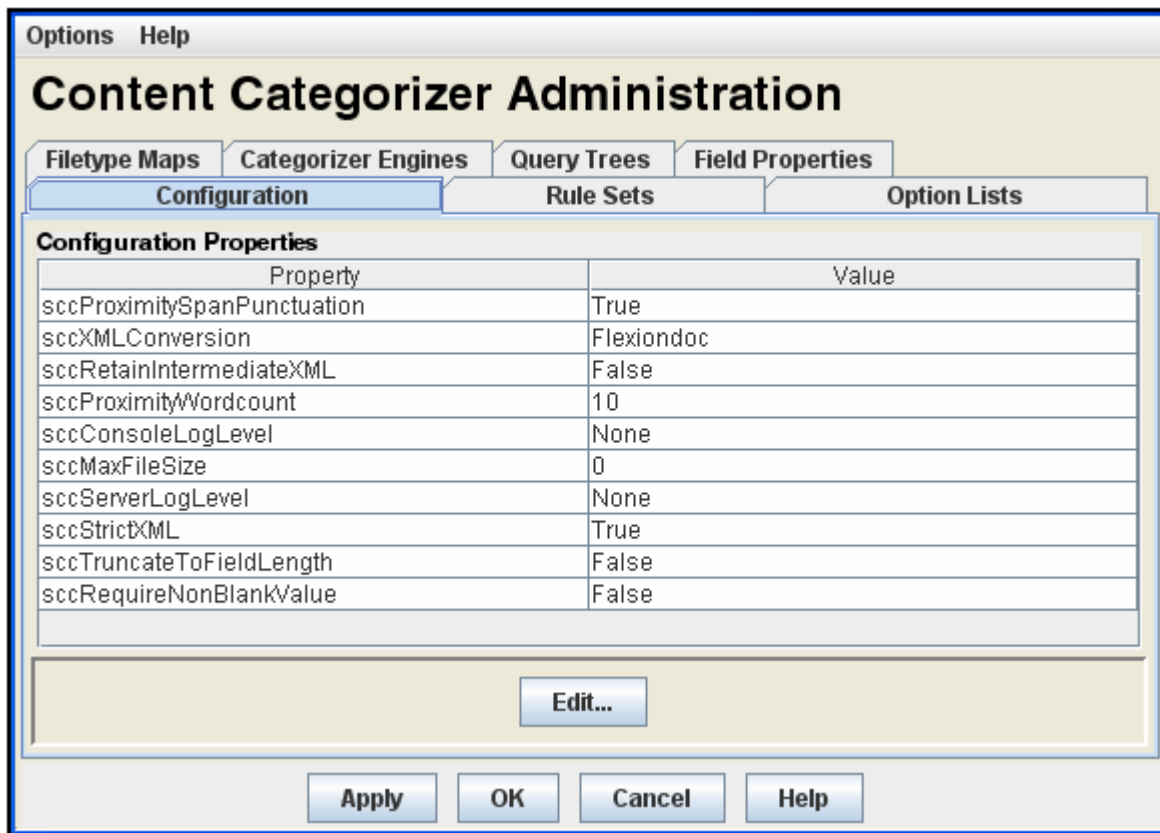 Options Help
Content Categorizer Administration
Filetype Maps Categorizer Engines Query Trees Field Properties
Configuration Rule Sets Option Lists
Configuration Properties
Property Value
sccProximitySpanPunctuation True
sccXMLConversion Flexiondoc
sccRetainIntermediateXML False
sccProximityWordcount 10
sccConsoleLogLevel None
sccMaxFileSize 0
sccServerLogLevel None
sccStrictXML True
sccTruncateToFieldLength False
sccRequireNonBlankValue False
Edit...
Apply OK Cancel Help